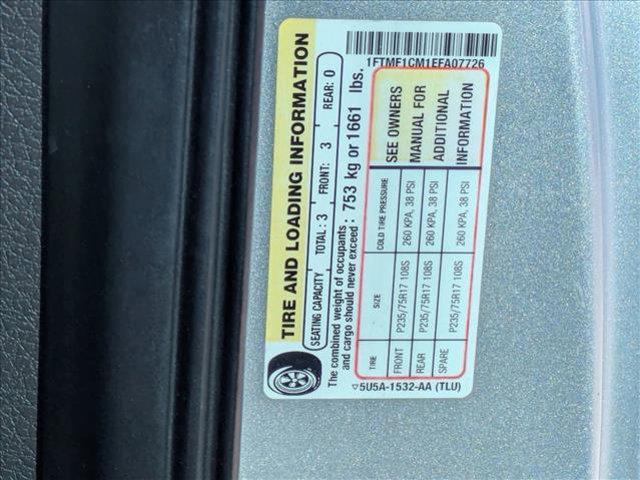 TIRE AND LOADING INFORMATION
SEATING CAPACITY TOTAL: 3 FRONT: 3 REAR: 0
The combined weight of occupants
and cargo should never exceed: 753 kg or 1661 lbs.
TIRE SIZE COLD TIRE PRESSURE
FRONT P235/75R17 108S 260 KPA, 38 PSI
REAR P235/75R17 108S 260 KPA, 38 PSI
SPARE P235/75R17 108S 260 KPA, 38 PSI
SEE OWNERS
MANUAL FOR
ADDITIONAL
INFORMATION
5U5A-1532-AA (TLU)
1FTMF1CM1EFA07726